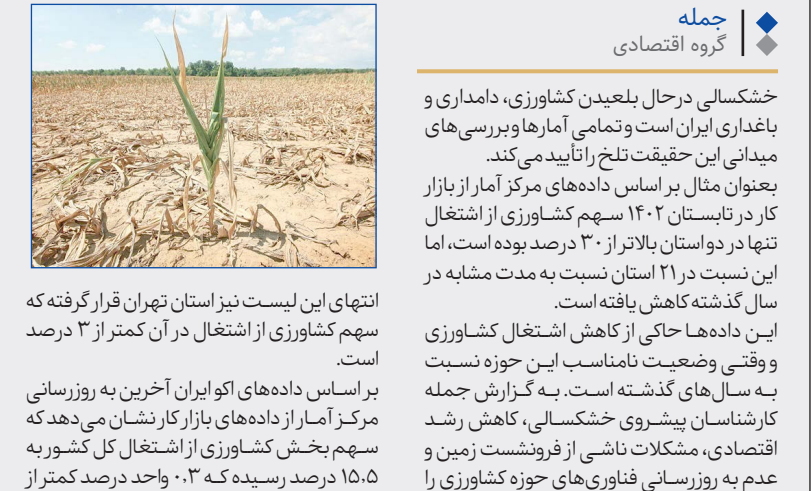 جمله
گروه اقتصادی
خشکسالی درحال بلعیدن کشاورزی، دامداری و
باغداری ایران است و تمامی آمارها و بررسی‌های
میدانی این حقیقت تلخ را تأیید می‌کند.
بعنوان مثال بر اساس داده‌های مرکز آمار از بازار
کار در تابستان ۱۴۰۲ سهم کشاورزی از اشتغال
تنها در دو استان بالاتر از ۳۰ درصد بوده است، اما
این نسبت در ۲۱ استان نسبت به مدت مشابه در
سال گذشته کاهش یافته است.
این داده‌ها حاکی از کاهش اشتغال کشاورزی
و وقتی وضعیت نامناسب این حوزه نسبت
به سال‌های گذشته است. به گزارش جمله
کارشناسان پیشروی خشکسالی، کاهش رشد
اقتصادی، مشکلات ناشی از فرونشست زمین و
عدم به روزرسانی فناوری‌های حوزه کشاورزی را
انتهای این لیست نیز استان تهران قرار گرفته که
سهم کشاورزی از اشتغال در آن کمتر از ۳ درصد
است.
بر اساس داده‌های اکو ایران آخرین به روزرسانی
مرکز آمار از داده‌های بازار کار نشان می‌دهد که
سهم بخش کشاورزی از اشتغال کل کشور به
۱۵,۵ درصد رسیده که ۰,۳ واحد درصد کمتر از